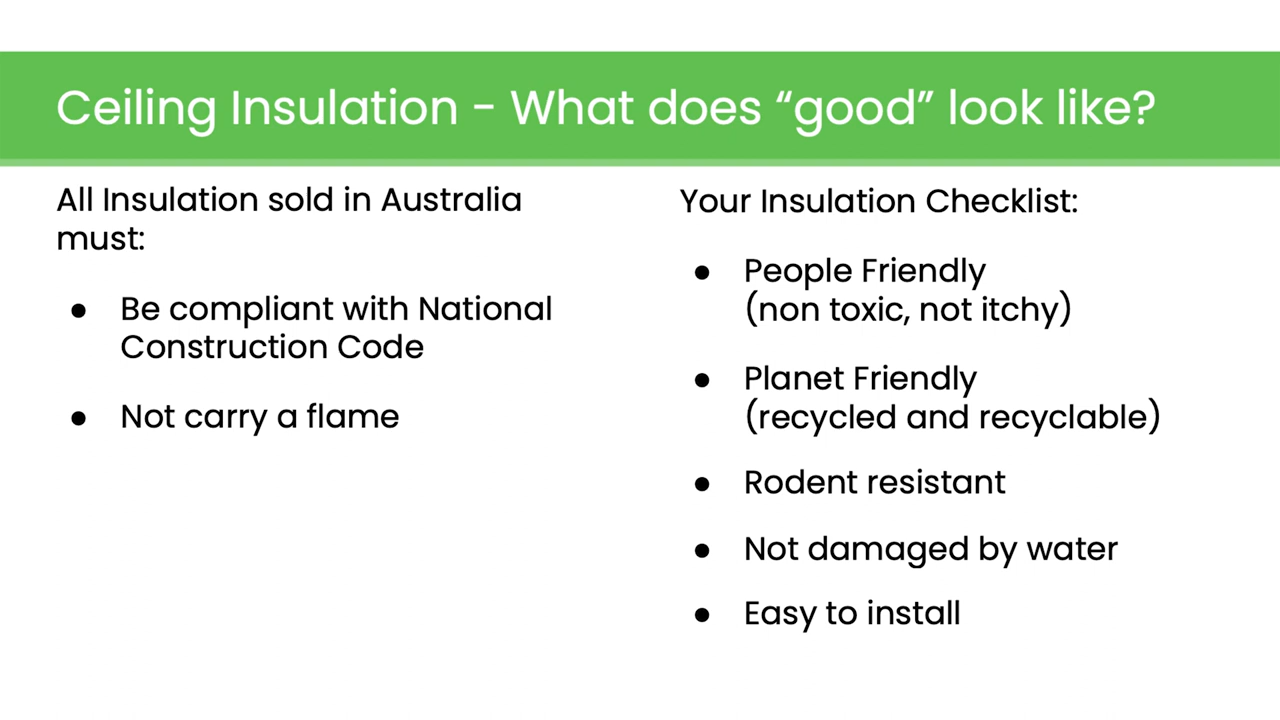 Ceiling Insulation - What does “good” look like?
All Insulation sold in Australia
must:
● Be compliant with National
Construction Code
● Not carry a flame
Your Insulation Checklist:
● People Friendly
(non toxic, not itchy)
● Planet Friendly
(recycled and recyclable)
● Rodent resistant
● Not damaged by water
● Easy to install